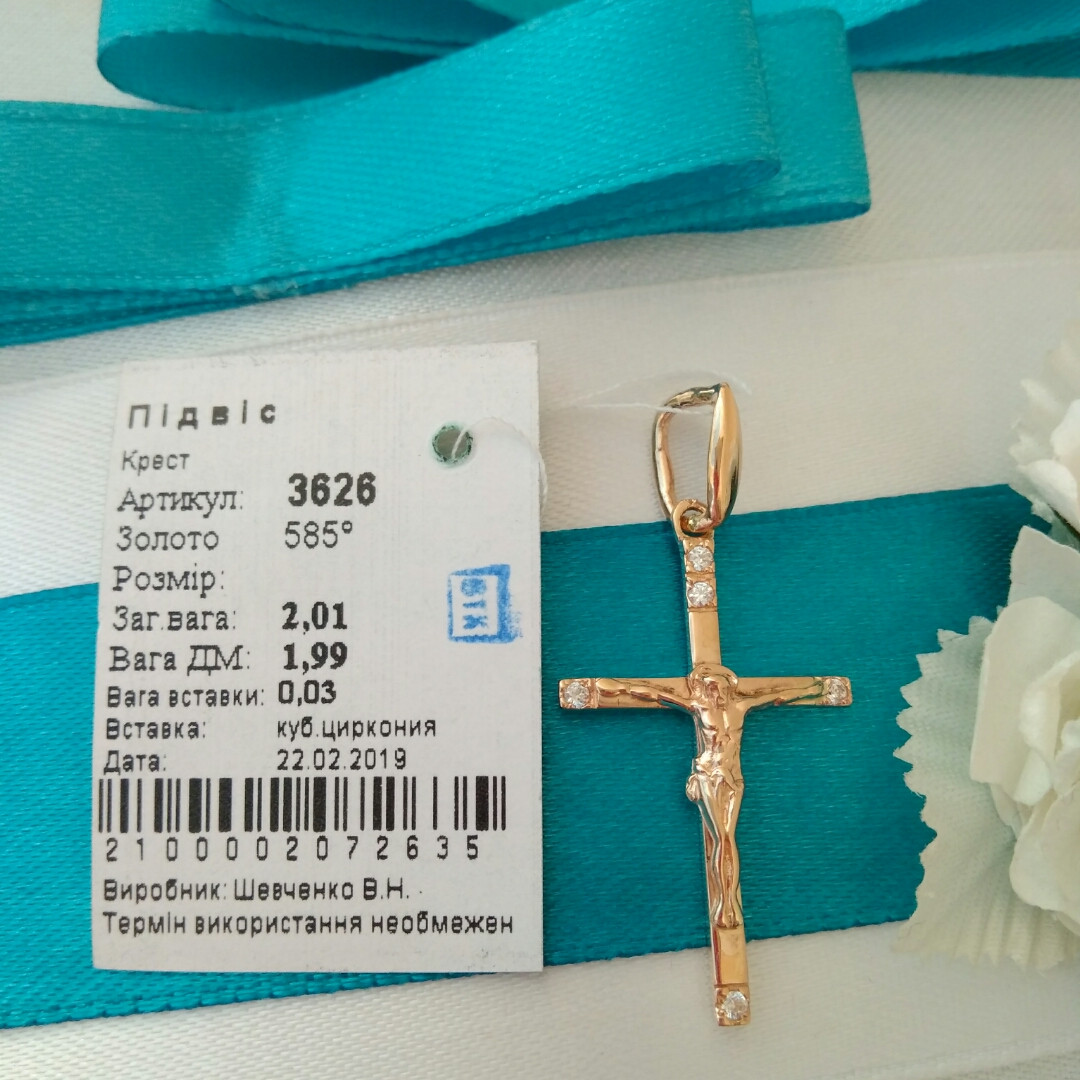 Підвіс
Крест
Артикул: 3626
Золото 585°
Розмір:
Заг.вага: 2,01
Вага ДМ: 1,99
Вага вставки: 0,03
Вставка: куб.циркония
Дата: 22.02.2019
2100002072635
Виробник: Шевченко В.Н.
Термін використання необмежен
ВТК